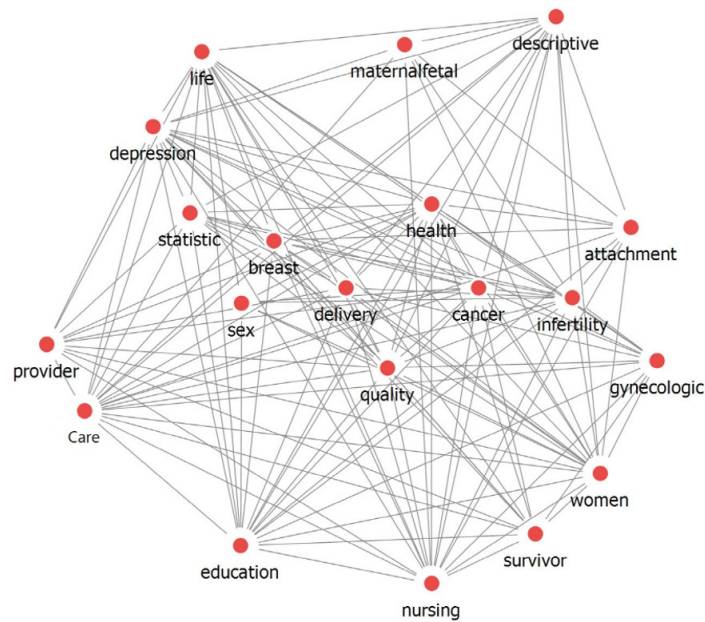 descriptive
maternalfetal
life
depression
health
statistic
attachment
breast
delivery
cancer
infertility
sex
provider
gynecologic
quality
Care
women
survivor
education
nursing